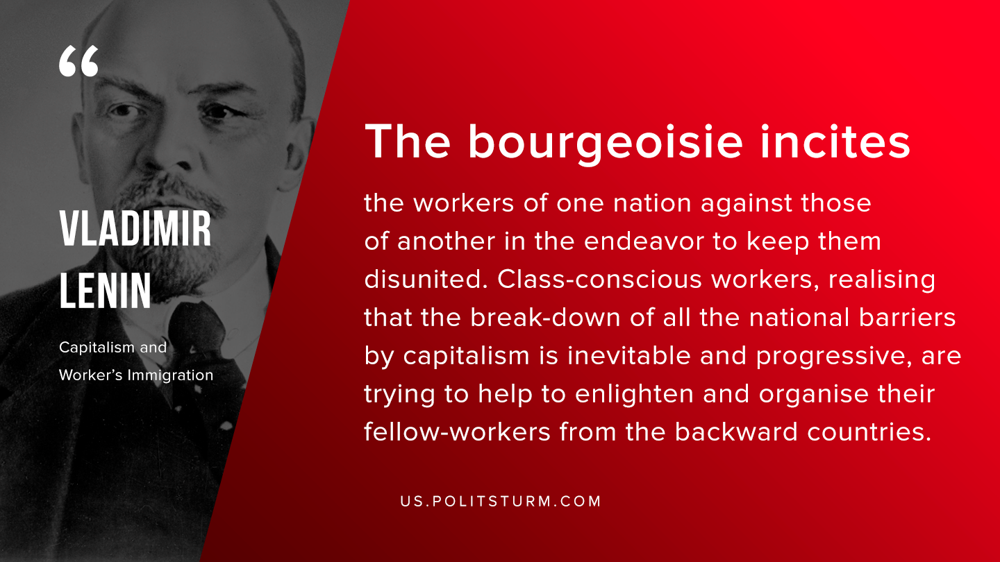 “
VLADIMIR
LENIN
Capitalism and
Worker’s Immigration
The bourgeoisie incites
the workers of one nation against those
of another in the endeavor to keep them
disunited. Class-conscious workers, realising
that the break-down of all the national barriers
by capitalism is inevitable and progressive, are
trying to help to enlighten and organise their
fellow-workers from the backward countries.
US.POLITSTURM.COM